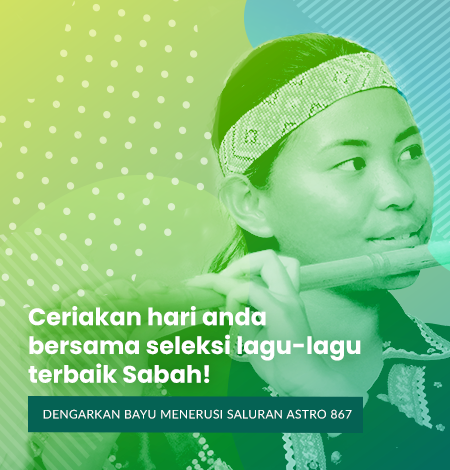 Ceriakan hari anda
bersama seleksi lagu-lagu
terbaik Sabah!
DENGARKAN BAYU MENERUSI SALURAN ASTRO 867